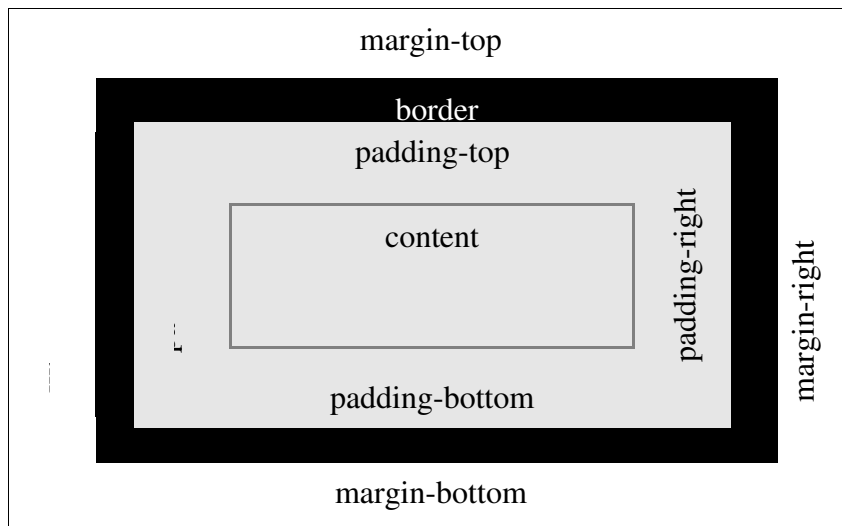 margin-top
border
padding-top
content
padding-right
margin-right
padding-bottom
margin-bottom